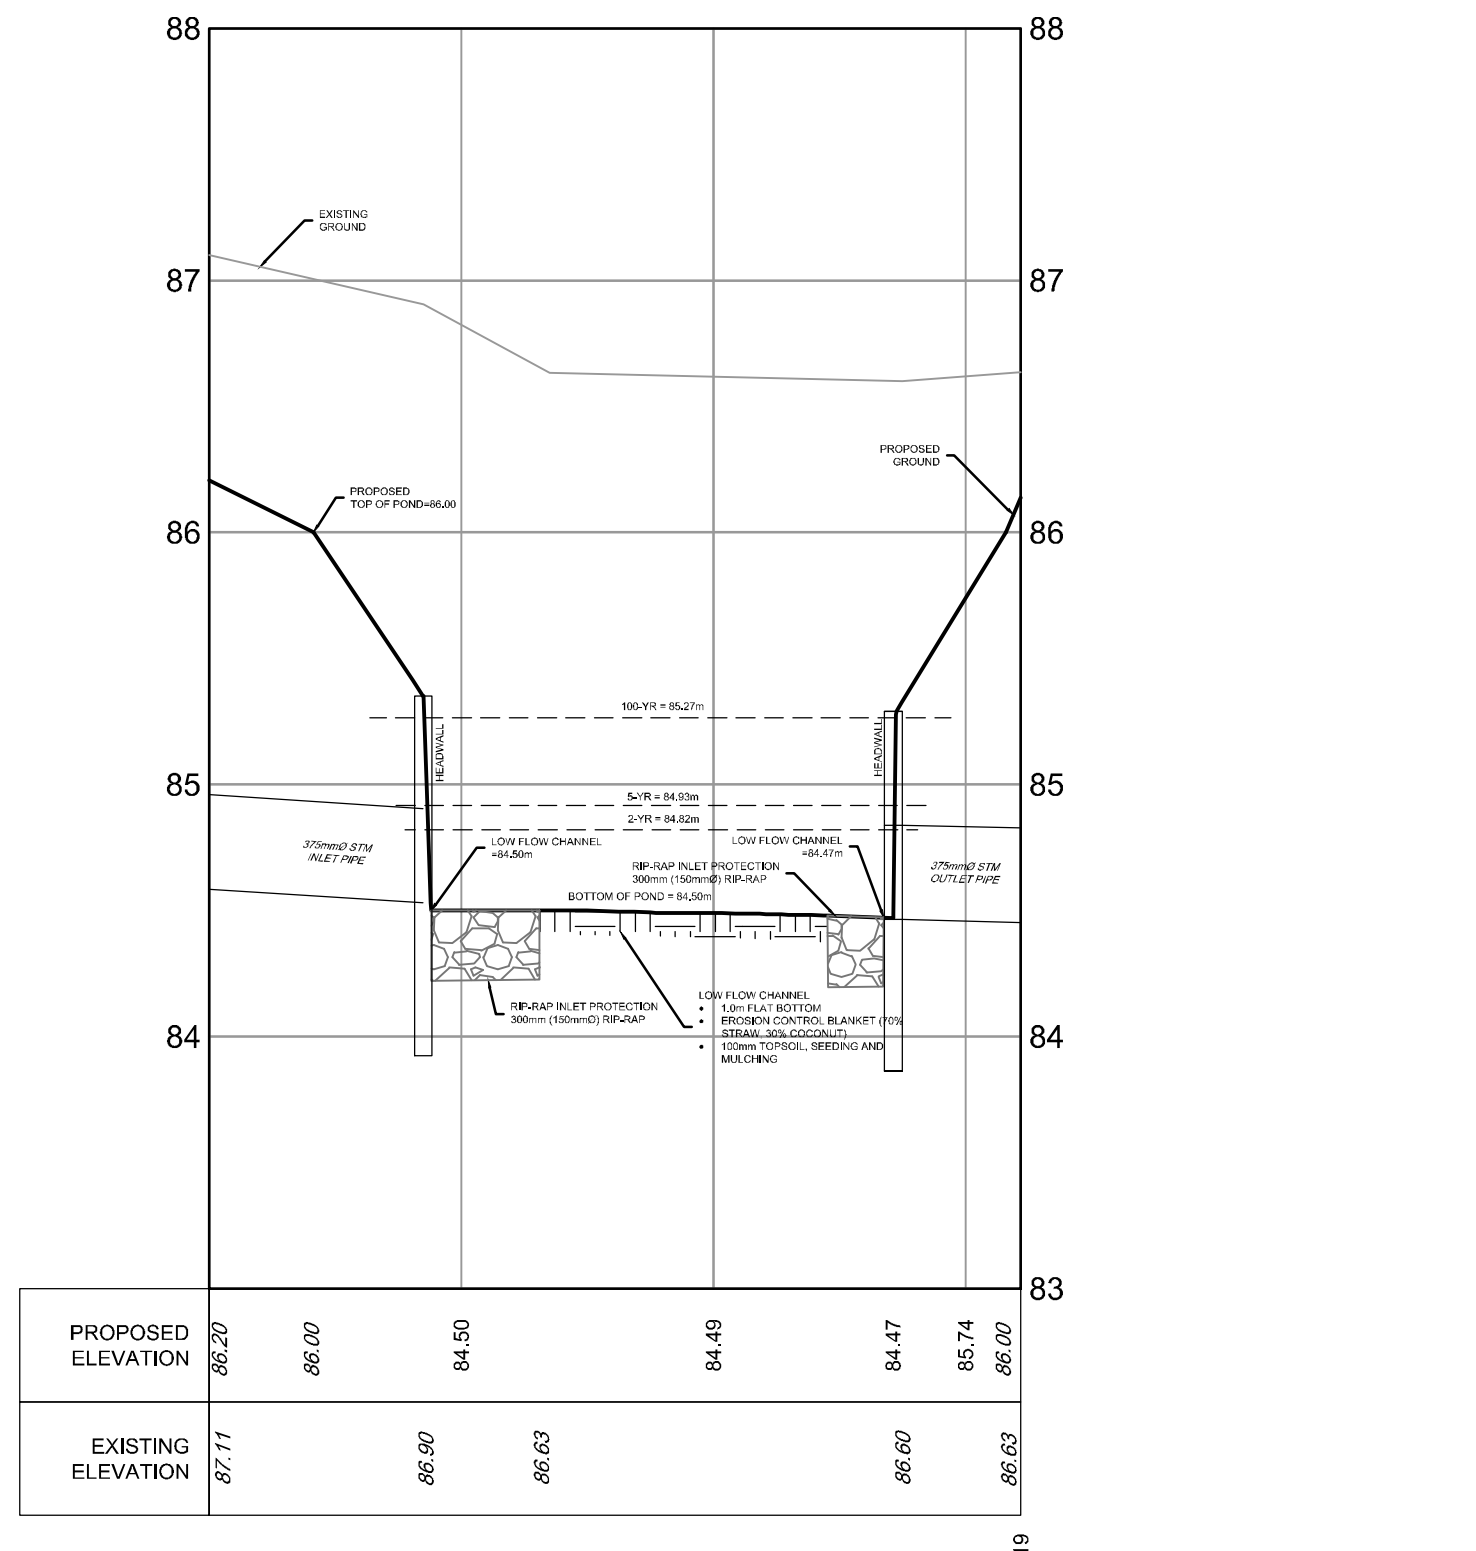 88
88
EXISTING
GROUND
87
87
PROPOSED
GROUND
PROPOSED
TOP OF POND=86.00
86
86
100-YR = 85.27m
HEADWALL
HEADWALL
85
85
5-YR = 84.93m
2-YR = 84.82m
375mmØ STM
INLET PIPE
LOW FLOW CHANNEL
=84.50m
LOW FLOW CHANNEL
=84.47m
RIP-RAP INLET PROTECTION
300mm (150mmØ) RIP-RAP
375mmØ STM
OUTLET PIPE
BOTTOM OF POND = 84.50m
RIP-RAP INLET PROTECTION
300mm (150mmØ) RIP-RAP
LOW FLOW CHANNEL
• 1.0m FLAT BOTTOM
• EROSION CONTROL BLANKET (70%
STRAW, 30% COCONUT)
• 100mm TOPSOIL, SEEDING AND
MULCHING
84
84
83
PROPOSED
ELEVATION
86.20
86.00
84.50
84.49
84.47
85.74
86.00
EXISTING
ELEVATION
87.11
86.90
86.63
86.60
86.63